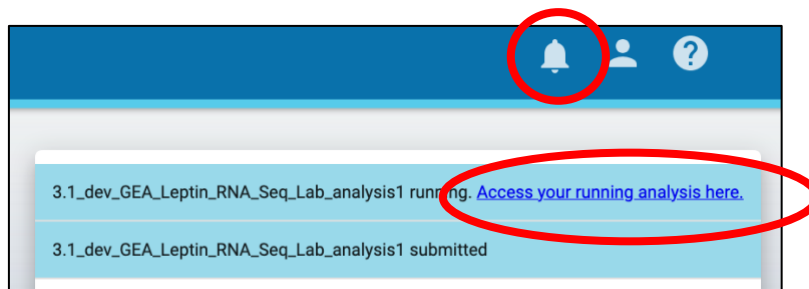 ?
3.1_dev_GEA_Leptin_RNA_Seq_Lab_analysis1 running. Access your running analysis here.
3.1_dev_GEA_Leptin_RNA_Seq_Lab_analysis1 submitted